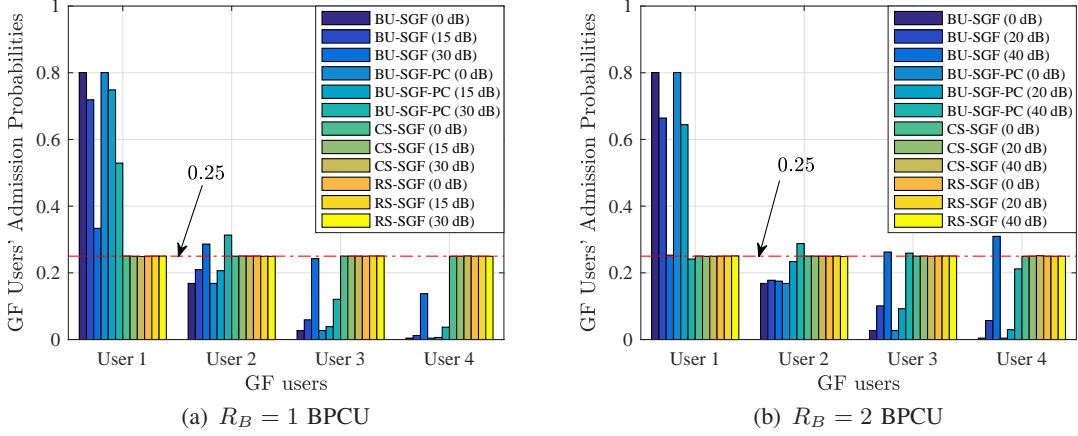 GF Users' Admission Probabilities
1
0.8
0.6
0.4
0.2
0
0.25
BU-SGF (0 dB)
BU-SGF (15 dB)
BU-SGF (30 dB)
BU-SGF-PC (0 dB)
BU-SGF-PC (15 dB)
BU-SGF-PC (30 dB)
CS-SGF (0 dB)
CS-SGF (15 dB)
CS-SGF (30 dB)
RS-SGF (0 dB)
RS-SGF (15 dB)
RS-SGF (30 dB)
User 1 User 2 User 3 User 4
GF users
(a) R_B = 1 BPCU
GF Users' Admission Probabilities
1
0.8
0.6
0.4
0.2
0
0.25
BU-SGF (0 dB)
BU-SGF (20 dB)
BU-SGF (40 dB)
BU-SGF-PC (0 dB)
BU-SGF-PC (20 dB)
BU-SGF-PC (40 dB)
CS-SGF (0 dB)
CS-SGF (20 dB)
CS-SGF (40 dB)
RS-SGF (0 dB)
RS-SGF (20 dB)
RS-SGF (40 dB)
User 1 User 2 User 3 User 4
GF users
(b) R_B = 2 BPCU